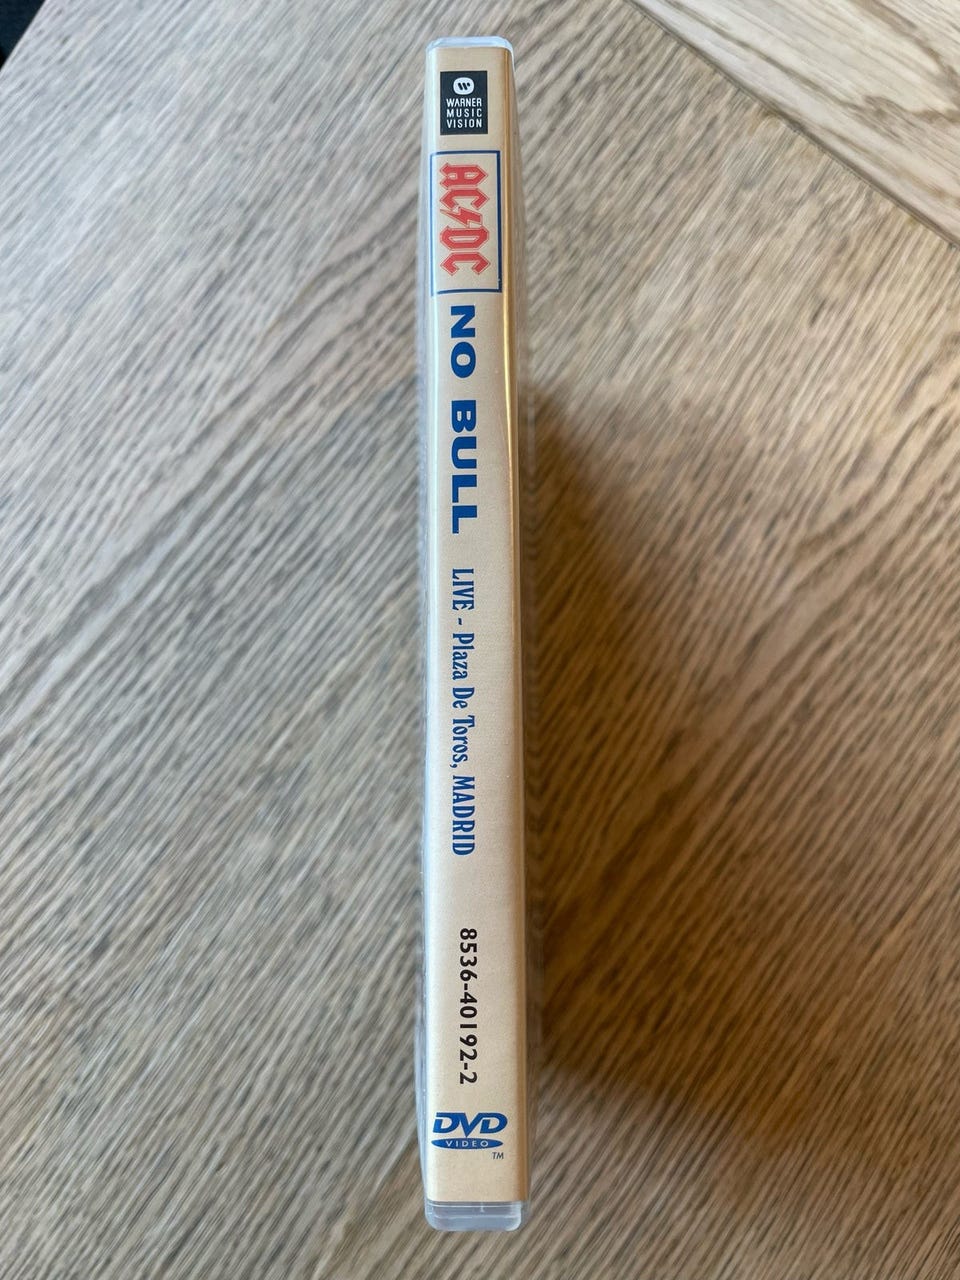 WARNER
MUSIC
VISION
AC/DC
NO BULL
LIVE - Plaza De Toros, MADRID
8536-40192-2
DVD
VIDEO
TM